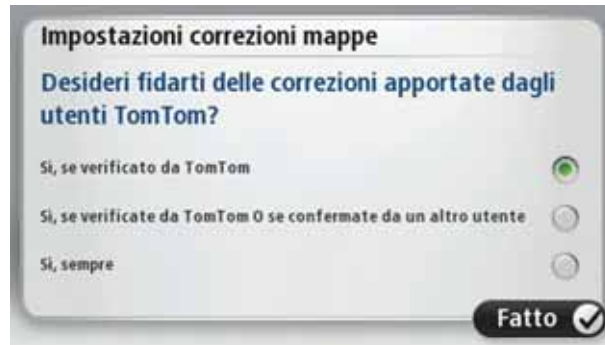 Impostazioni correzioni mappe
Desideri fidarti delle correzioni apportate dagli
utenti TomTom?
Sì, se verificato da TomTom
Sì, se verificate da TomTom O se confermate da un altro utente
Sì, sempre
Fatto